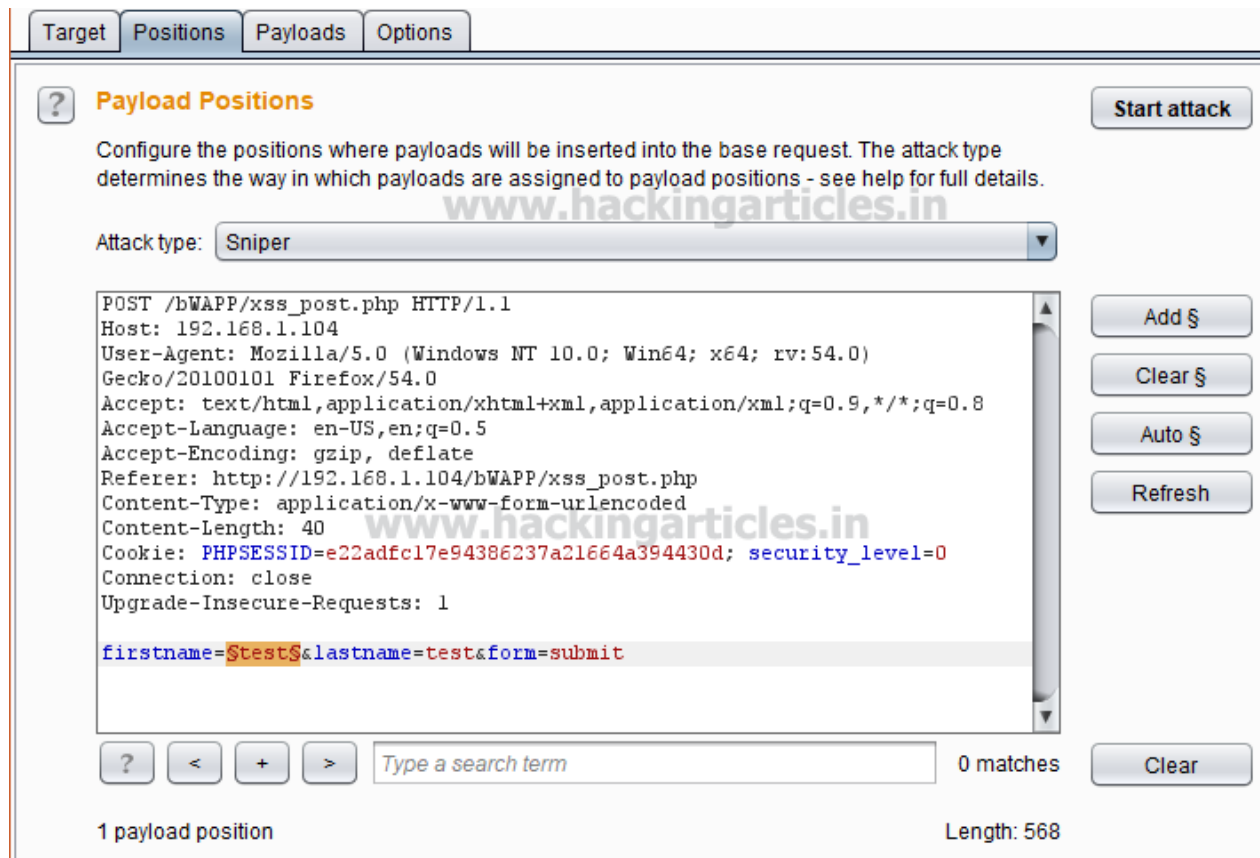 Target Positions Payloads Options
? Payload Positions Start attack
Configure the positions where payloads will be inserted into the base request. The attack type
determines the way in which payloads are assigned to payload positions - see help for full details.
www.hackingarticles.in
Attack type: Sniper
POST /bWAPP/xss_post.php HTTP/1.1
Host: 192.168.1.104
User-Agent: Mozilla/5.0 (Windows NT 10.0; Win64; x64; rv:54.0)
Gecko/20100101 Firefox/54.0
Accept: text/html,application/xhtml+xml,application/xml;q=0.9,*/*;q=0.8
Accept-Language: en-US,en;q=0.5
Accept-Encoding: gzip, deflate
Referer: http://192.168.1.104/bWAPP/xss_post.php
Content-Type: application/x-www-form-urlencoded
Content-Length: 40
www.hackingarticles.in
Cookie: PHPSESSID=e22adfc17e94386237a21664a394430d; security_level=0
Connection: close
Upgrade-Insecure-Requests: 1
firstname=§test§&lastname=test&form=submit
Add §
Clear §
Auto §
Refresh
? < + > Type a search term 0 matches Clear
1 payload position Length: 568